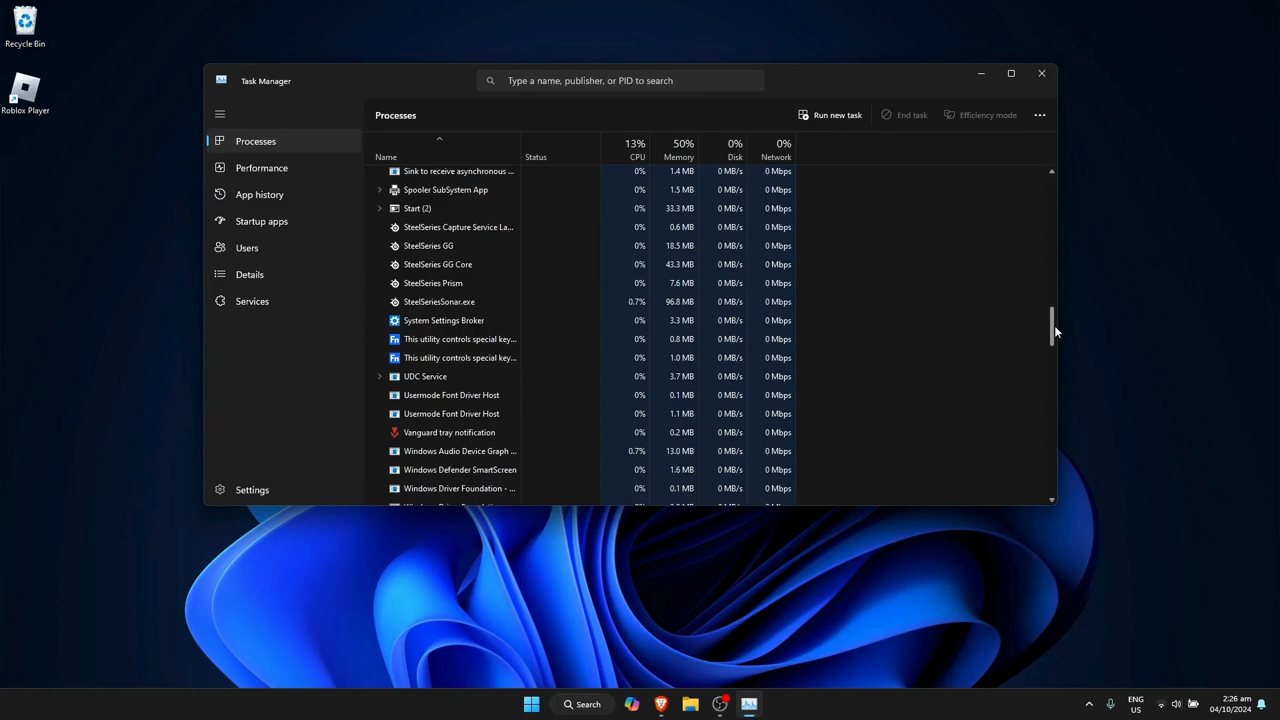 Recycle Bin
Roblox Player
Task Manager
Type a name, publisher, or PID to search
Processes
Run new task
End task
Efficiency mode
Processes
Performance
App history
Startup apps
Users
Details
Services
Settings
13% 50% 0% 0%
Name Status CPU Memory Disk Network
Sink to receive asynchronous ... 0% 1.4 MB 0 MB/s 0 Mbps
Spooler SubSystem App 0% 1.5 MB 0 MB/s 0 Mbps
Start (2) 0% 33.3 MB 0 MB/s 0 Mbps
SteelSeries Capture Service La... 0% 0.6 MB 0 MB/s 0 Mbps
SteelSeries GG 0% 18.5 MB 0 MB/s 0 Mbps
SteelSeries GG Core 0% 43.3 MB 0 MB/s 0 Mbps
SteelSeries Prism 0% 7.6 MB 0 MB/s 0 Mbps
SteelSeriesSonar.exe 0.7% 96.8 MB 0 MB/s 0 Mbps
System Settings Broker 0% 3.3 MB 0 MB/s 0 Mbps
This utility controls special key... 0% 0.8 MB 0 MB/s 0 Mbps
This utility controls special key... 0% 1.0 MB 0 MB/s 0 Mbps
UDC Service 0% 3.7 MB 0 MB/s 0 Mbps
Usermode Font Driver Host 0% 0.1 MB 0 MB/s 0 Mbps
Usermode Font Driver Host 0% 1.1 MB 0 MB/s 0 Mbps
Vanguard tray notification 0% 0.2 MB 0 MB/s 0 Mbps
Windows Audio Device Graph ... 0.7% 13.0 MB 0 MB/s 0 Mbps
Windows Defender SmartScreen 0% 1.6 MB 0 MB/s 0 Mbps
Windows Driver Foundation - ... 0% 0.1 MB 0 MB/s 0 Mbps
Search
ENG
US
2:26 am
04/10/2024